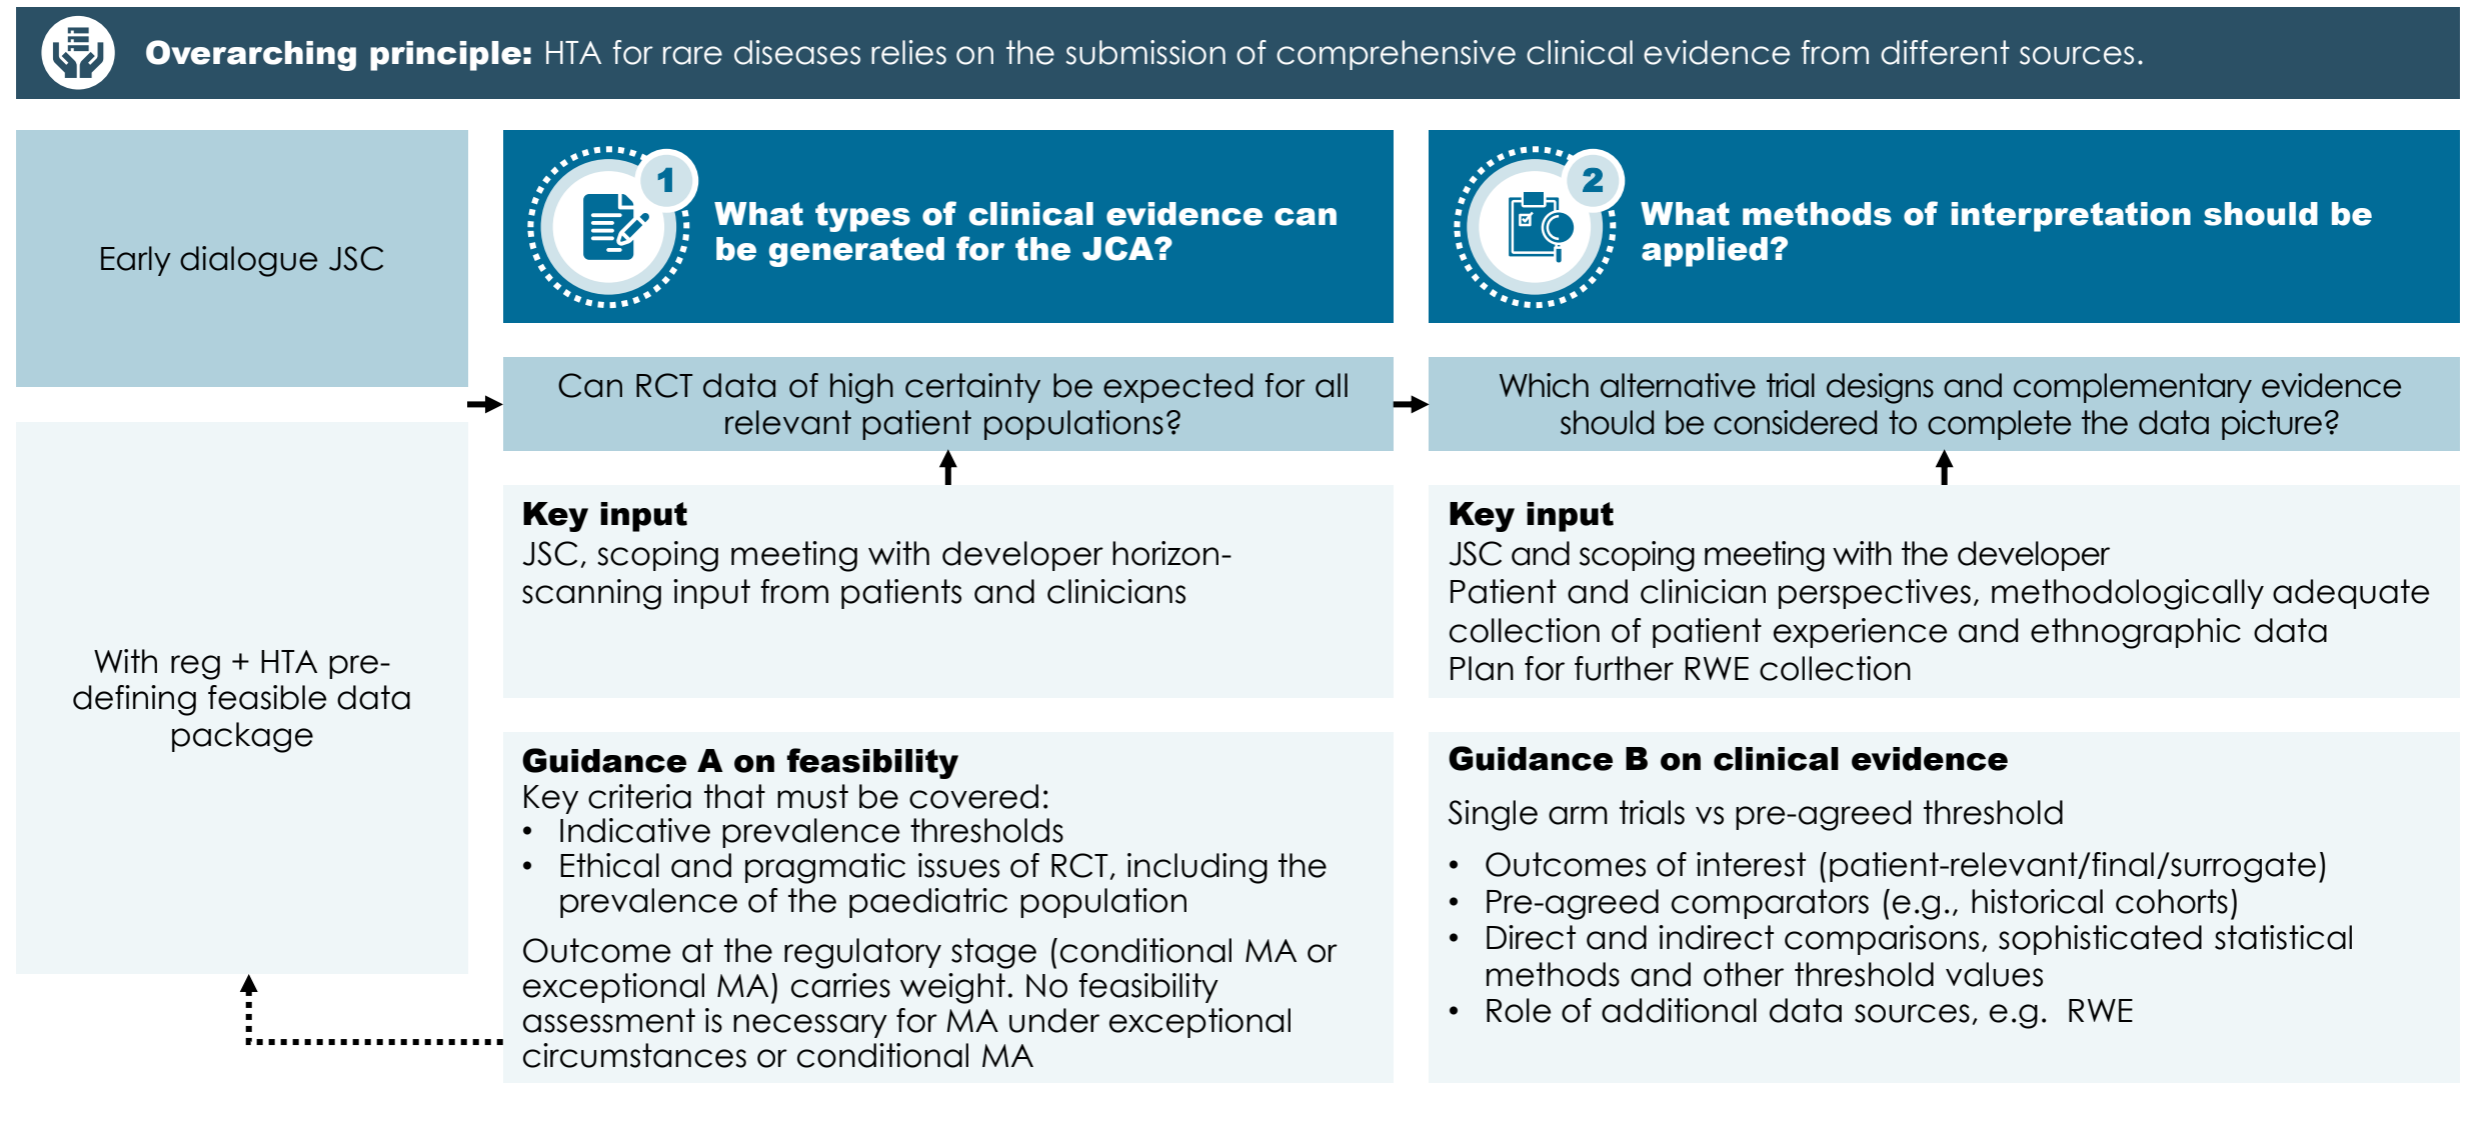 Overarching principle: HTA for rare diseases relies on the submission of comprehensive clinical evidence from different sources.
Early dialogue JSC
With reg + HTA pre-
defining feasible data
package
1
What types of clinical evidence can
be generated for the JCA?
Can RCT data of high certainty be expected for all
relevant patient populations?
Key input
JSC, scoping meeting with developer horizon-
scanning input from patients and clinicians
Guidance A on feasibility
Key criteria that must be covered:
• Indicative prevalence thresholds
• Ethical and pragmatic issues of RCT, including the
prevalence of the paediatric population
Outcome at the regulatory stage (conditional MA or
exceptional MA) carries weight. No feasibility
assessment is necessary for MA under exceptional
circumstances or conditional MA
2
What methods of interpretation should be
applied?
Which alternative trial designs and complementary evidence
should be considered to complete the data picture?
Key input
JSC and scoping meeting with the developer
Patient and clinician perspectives, methodologically adequate
collection of patient experience and ethnographic data
Plan for further RWE collection
Guidance B on clinical evidence
Single arm trials vs pre-agreed threshold
• Outcomes of interest (patient-relevant/final/surrogate)
• Pre-agreed comparators (e.g., historical cohorts)
• Direct and indirect comparisons, sophisticated statistical
methods and other threshold values
• Role of additional data sources, e.g. RWE